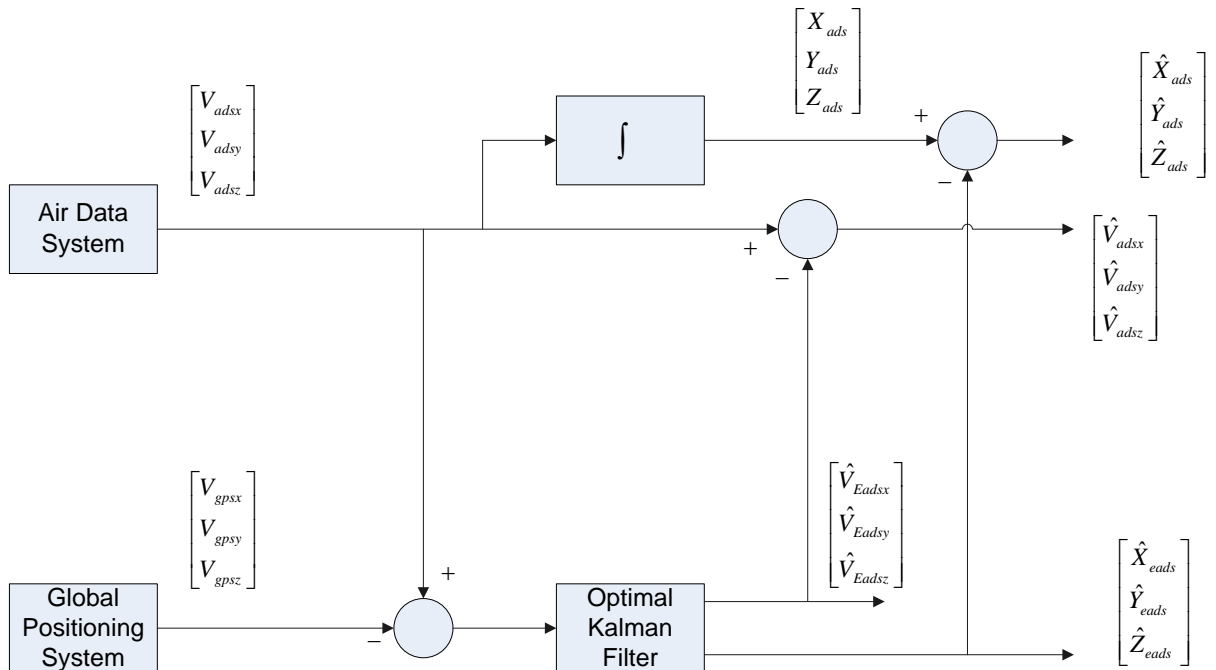 X_ads
Y_ads
Z_ads
X̂_ads
Ŷ_ads
Ẑ_ads
V_adsx
V_adsy
V_adsz
∫
+
−
Air Data
System
+
−
V̂_adsx
V̂_adsy
V̂_adsz
V_gpsx
V_gpsy
V_gpsz
V̂_Eadsx
V̂_Eadsy
V̂_Eadsz
X̂_eads
Ŷ_eads
Ẑ_eads
+
−
Global
Positioning
System
Optimal
Kalman
Filter